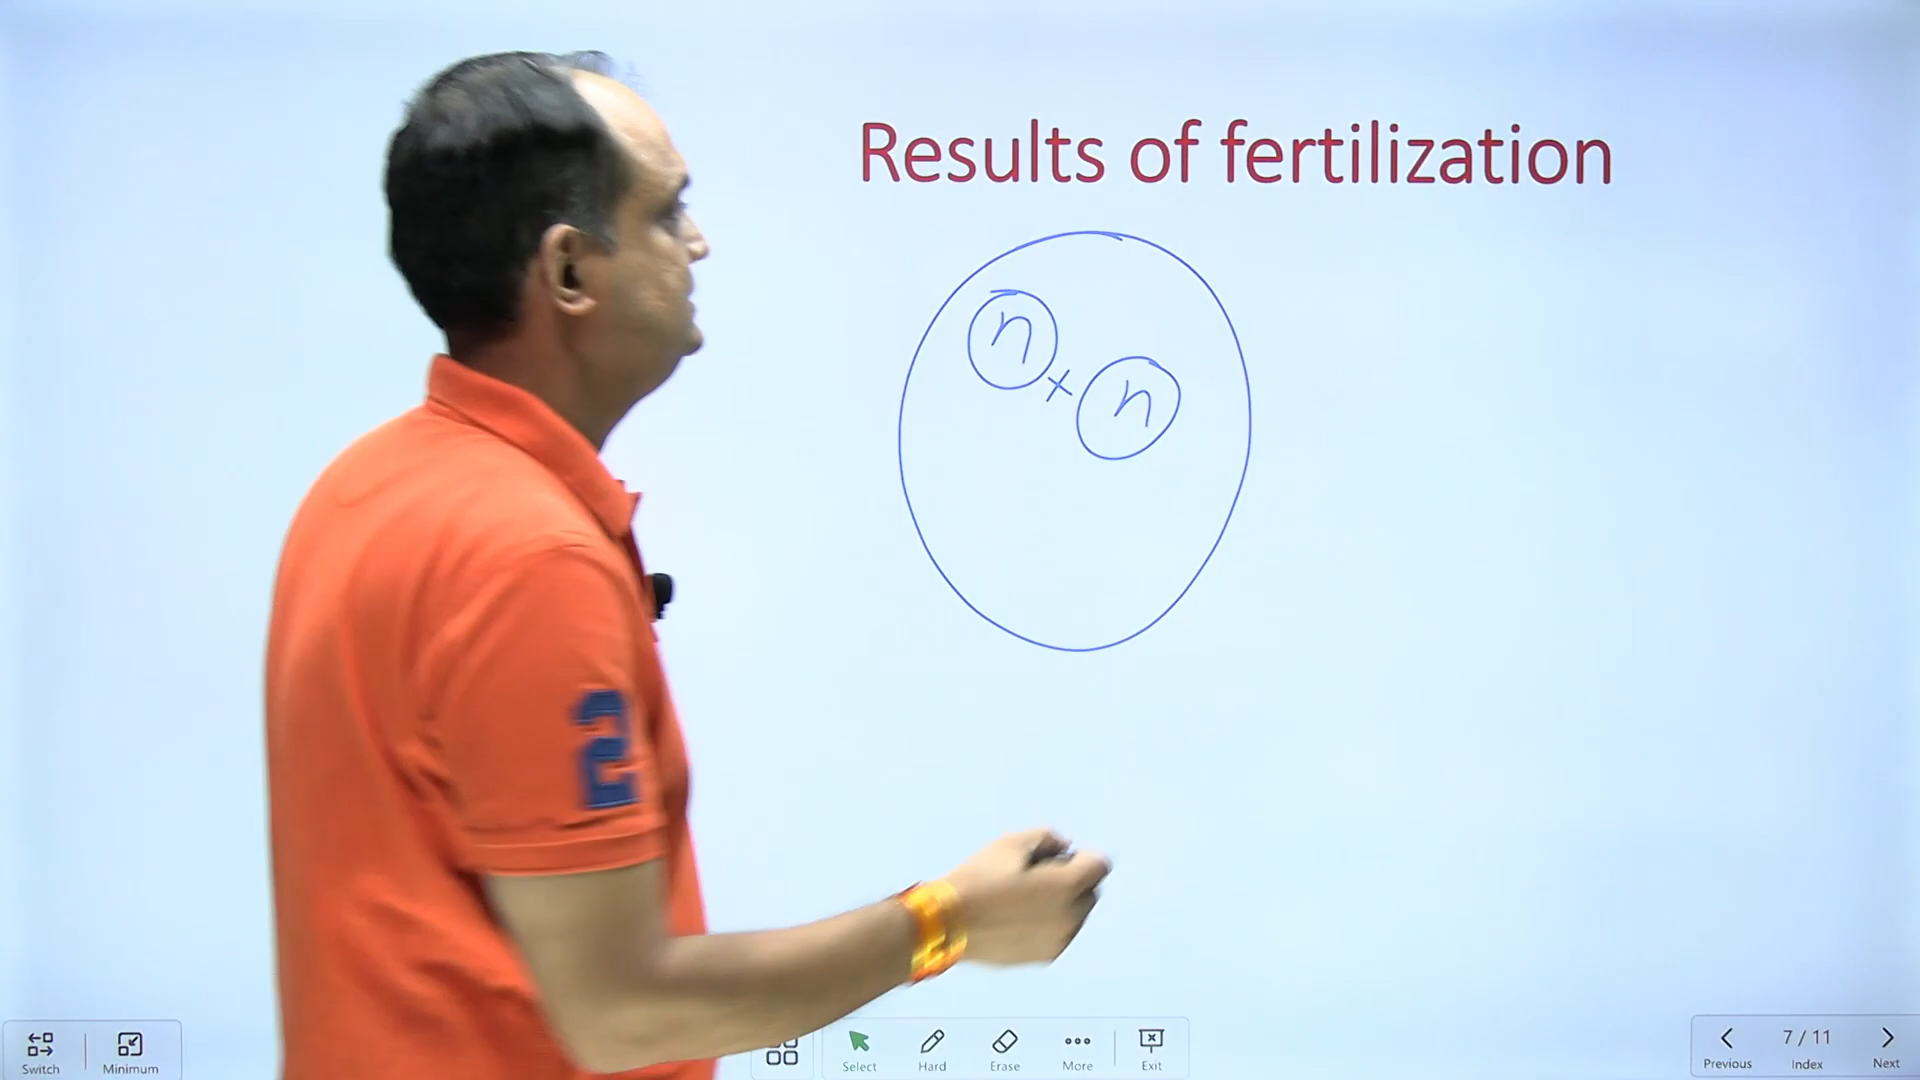 Results of fertilization
n + n
2
Switch
Minimum
Select
Hard
Erase
More
Exit
Previous
7 / 11
Index
Next